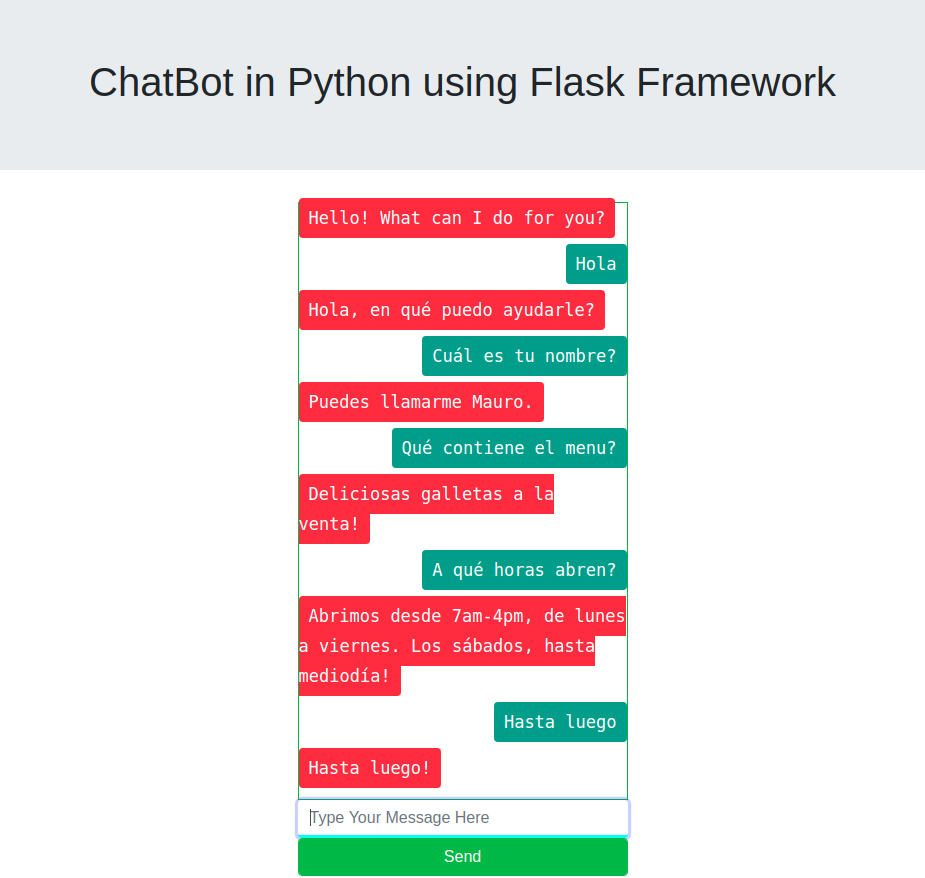 ChatBot in Python using Flask Framework
Hello! What can I do for you?
Hola
Hola, en qué puedo ayudarle?
Cuál es tu nombre?
Puedes llamarme Mauro.
Qué contiene el menu?
Deliciosas galletas a la
venta!
A qué horas abren?
Abrimos desde 7am-4pm, de lunes
a viernes. Los sábados, hasta
mediodía!
Hasta luego
Hasta luego!
Type Your Message Here
Send